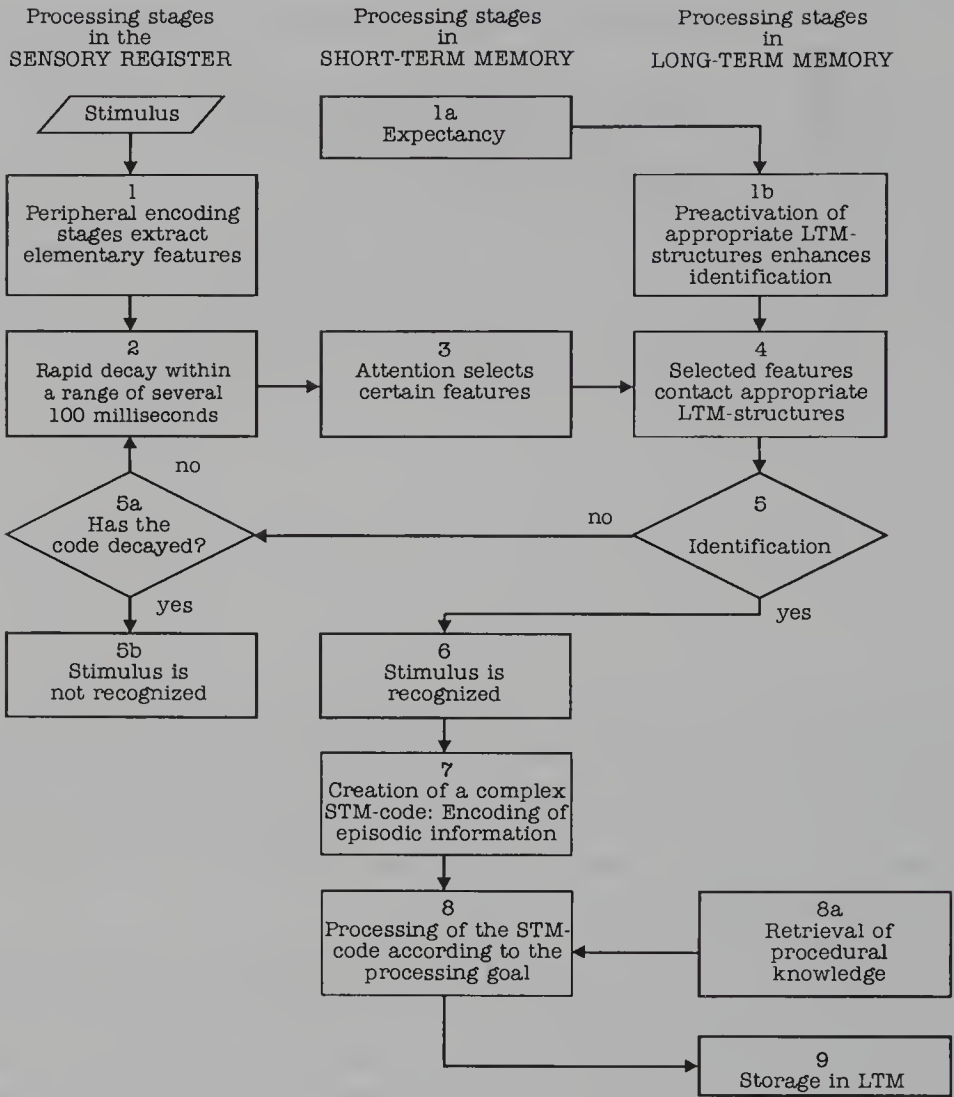 Processing stages
in the
SENSORY REGISTER
Processing stages
in
SHORT-TERM MEMORY
Processing stages
in
LONG-TERM MEMORY
Stimulus
1a
Expectancy
1
Peripheral encoding
stages extract
elementary features
1b
Preactivation of
appropriate LTM-
structures enhances
identification
2
Rapid decay within
a range of several
100 milliseconds
3
Attention selects
certain features
4
Selected features
contact appropriate
LTM-structures
no
5a
Has the
code decayed?
no
5
Identification
yes
yes
5b
Stimulus is
not recognized
6
Stimulus is
recognized
7
Creation of a complex
STM-code: Encoding of
episodic information
8
Processing of the STM-
code according to the
processing goal
8a
Retrieval of
procedural
knowledge
9
Storage in LTM